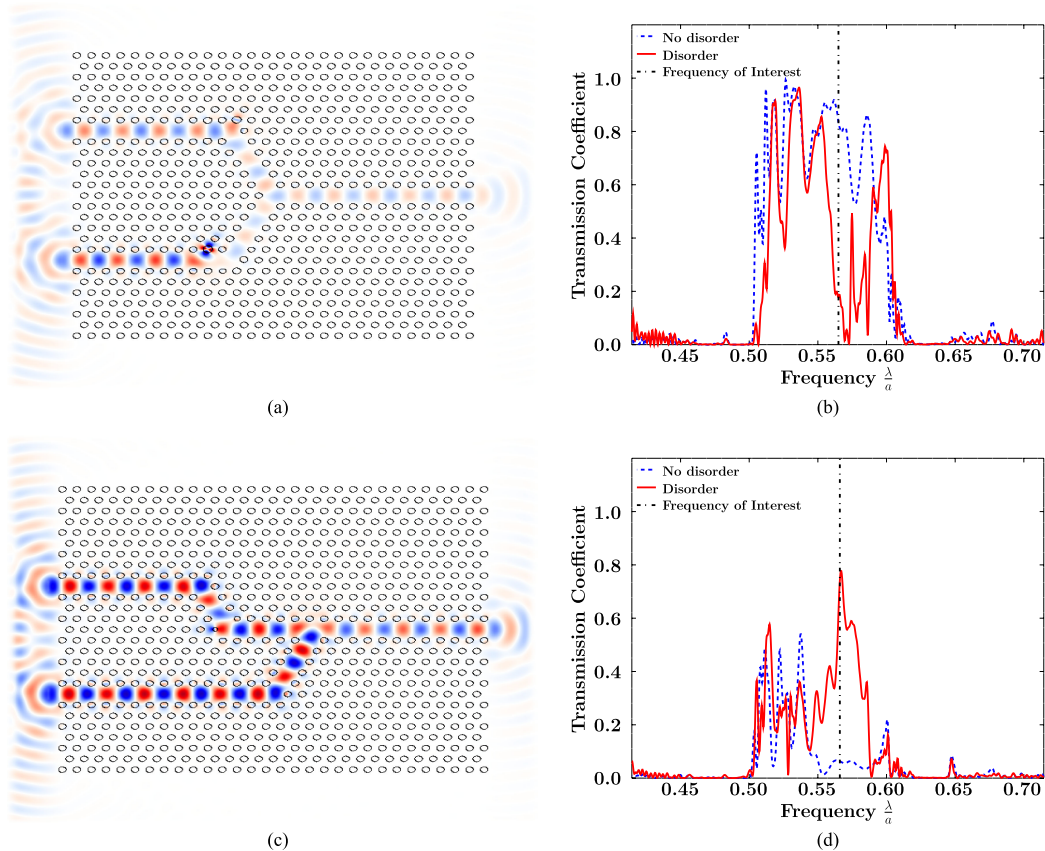 No disorder
Disorder
Frequency of Interest
Transmission Coefficient
1.0
0.8
0.6
0.4
0.2
0.0
0.45
0.50
0.55
0.60
0.65
0.70
Frequency λ/a
(a)
(b)
No disorder
Disorder
Frequency of Interest
Transmission Coefficient
1.0
0.8
0.6
0.4
0.2
0.0
0.45
0.50
0.55
0.60
0.65
0.70
Frequency λ/a
(c)
(d)